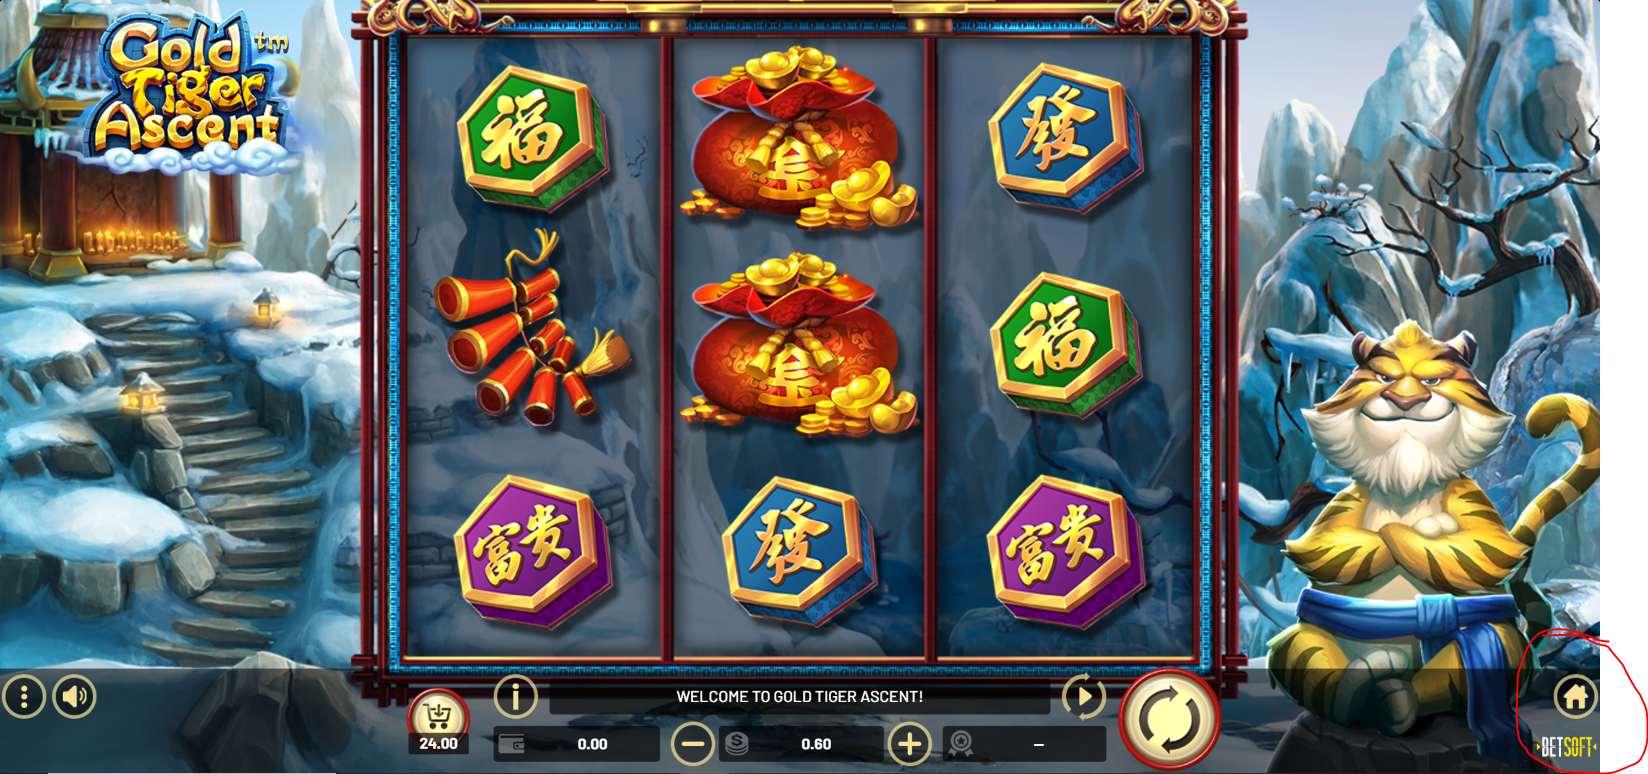 Gold tm
Tiger
Ascent
福
發
福
富贵
發
富贵
WELCOME TO GOLD TIGER ASCENT!
24.00
0.00
0.60
–
BETSOFT